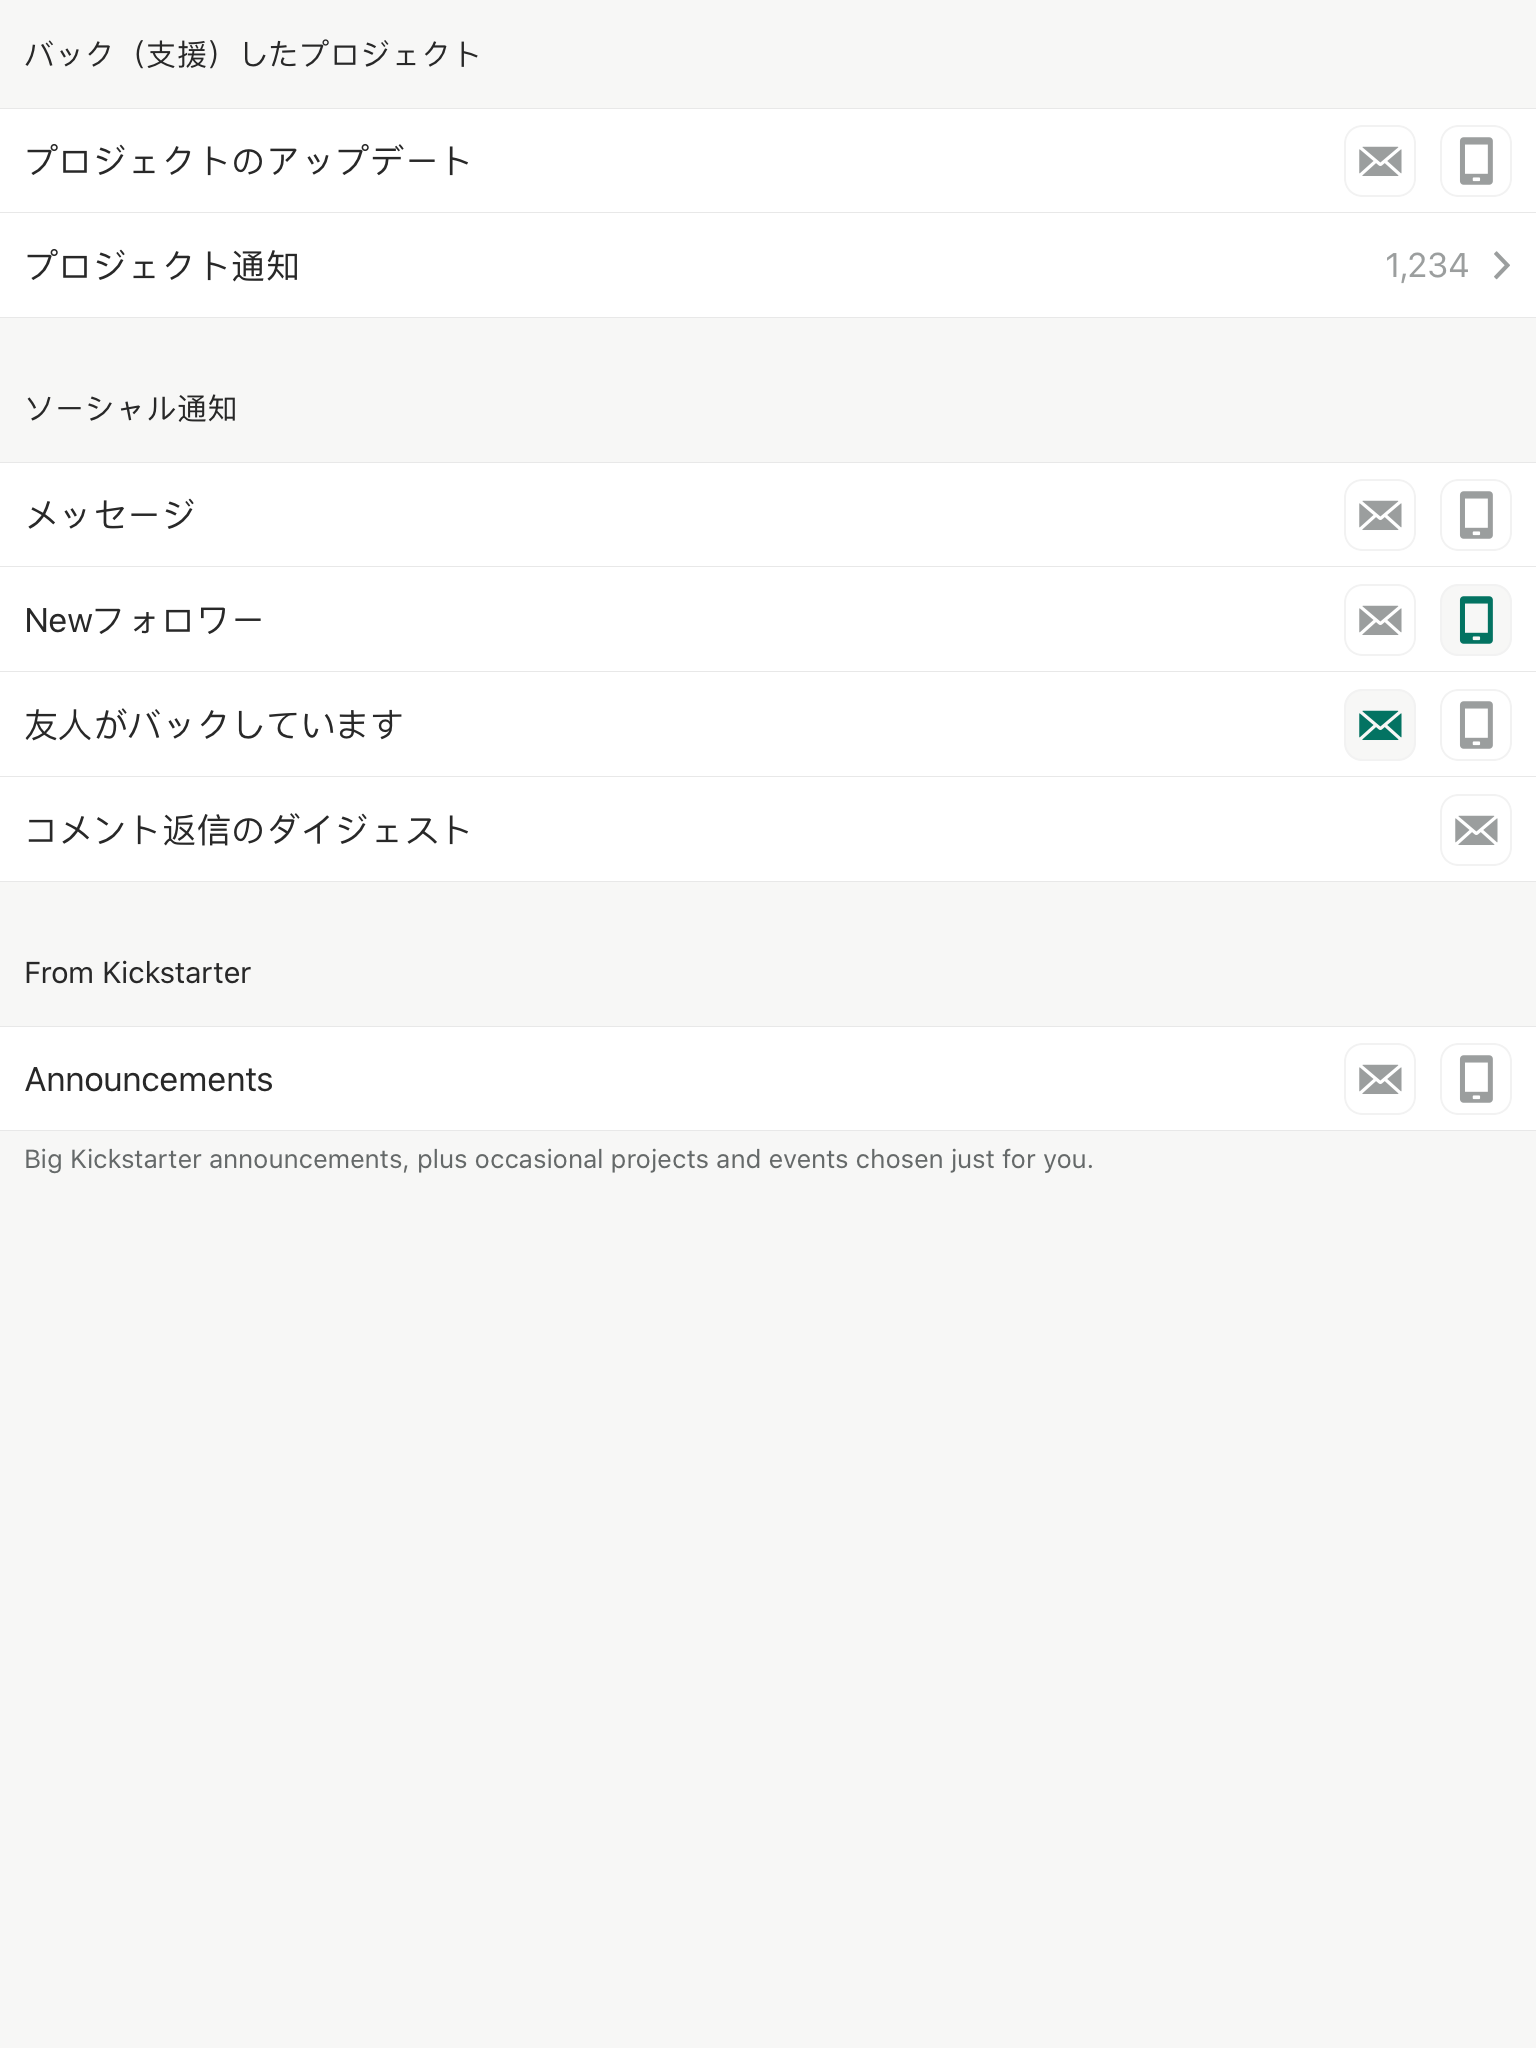 バック（支援）したプロジェクト
プロジェクトのアップデート
プロジェクト通知
1,234
ソーシャル通知
メッセージ
Newフォロワー
友人がバックしています
コメント返信のダイジェスト
From Kickstarter
Announcements
Big Kickstarter announcements, plus occasional projects and events chosen just for you.